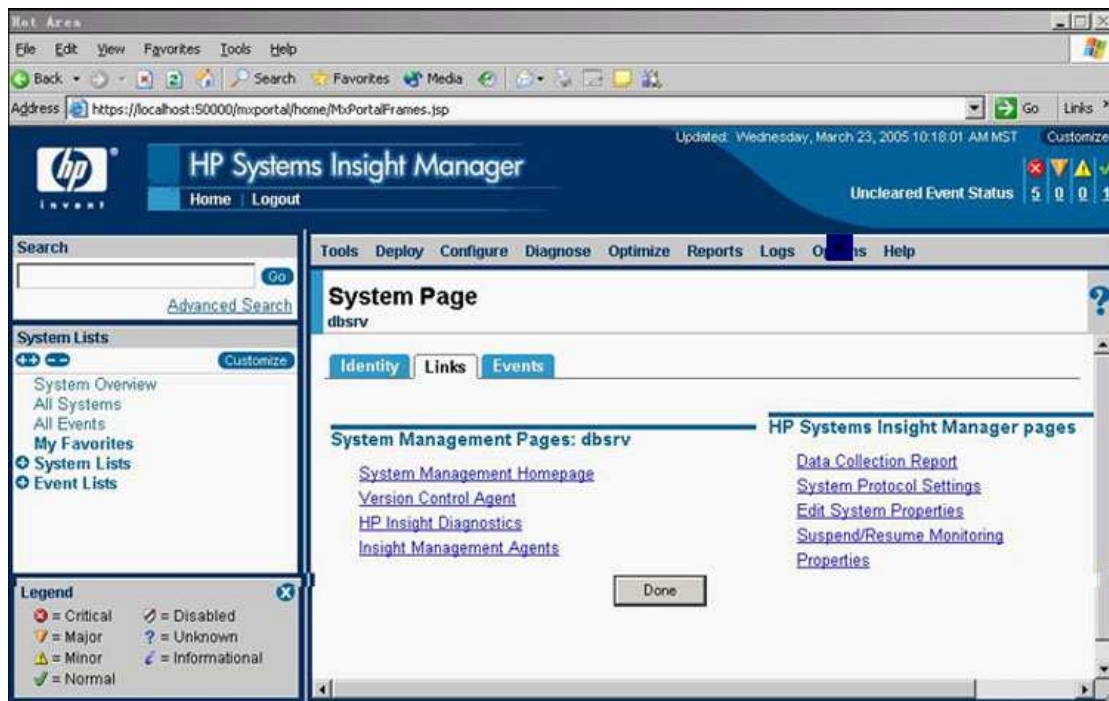 Hot Area
File Edit View Favorites Tools Help
Back Search Favorites Media
Address https://localhost:50000/mxportal/home/MxPortalFrames.jsp Go Links
Updated: Wednesday, March 23, 2005 10:18:01 AM MST Customize
hp
invent
HP Systems Insight Manager
Home Logout
Uncleared Event Status 5 0 0 1
Search
Go
Advanced Search
System Lists
Customize
System Overview
All Systems
All Events
My Favorites
System Lists
Event Lists
Legend
= Critical = Disabled
= Major ? = Unknown
= Minor i = Informational
= Normal
Tools Deploy Configure Diagnose Optimize Reports Logs Help
System Page
dbsrv
?
Identity Links Events
System Management Pages: dbsrv
System Management Homepage
Version Control Agent
HP Insight Diagnostics
Insight Management Agents
HP Systems Insight Manager pages
Data Collection Report
System Protocol Settings
Edit System Properties
Suspend/Resume Monitoring
Properties
Done